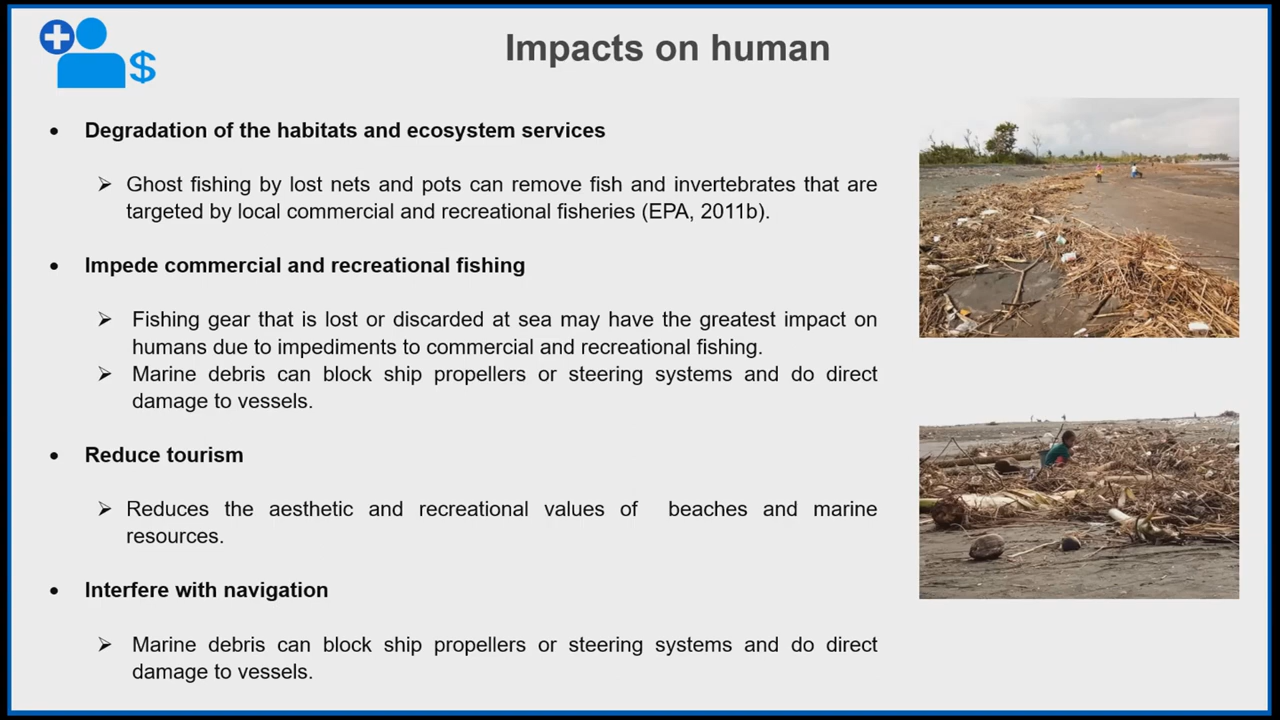 Impacts on human
• Degradation of the habitats and ecosystem services
➢ Ghost fishing by lost nets and pots can remove fish and invertebrates that are
targeted by local commercial and recreational fisheries (EPA, 2011b).
• Impede commercial and recreational fishing
➢ Fishing gear that is lost or discarded at sea may have the greatest impact on
humans due to impediments to commercial and recreational fishing.
➢ Marine debris can block ship propellers or steering systems and do direct
damage to vessels.
• Reduce tourism
➢ Reduces the aesthetic and recreational values of beaches and marine
resources.
• Interfere with navigation
➢ Marine debris can block ship propellers or steering systems and do direct
damage to vessels.